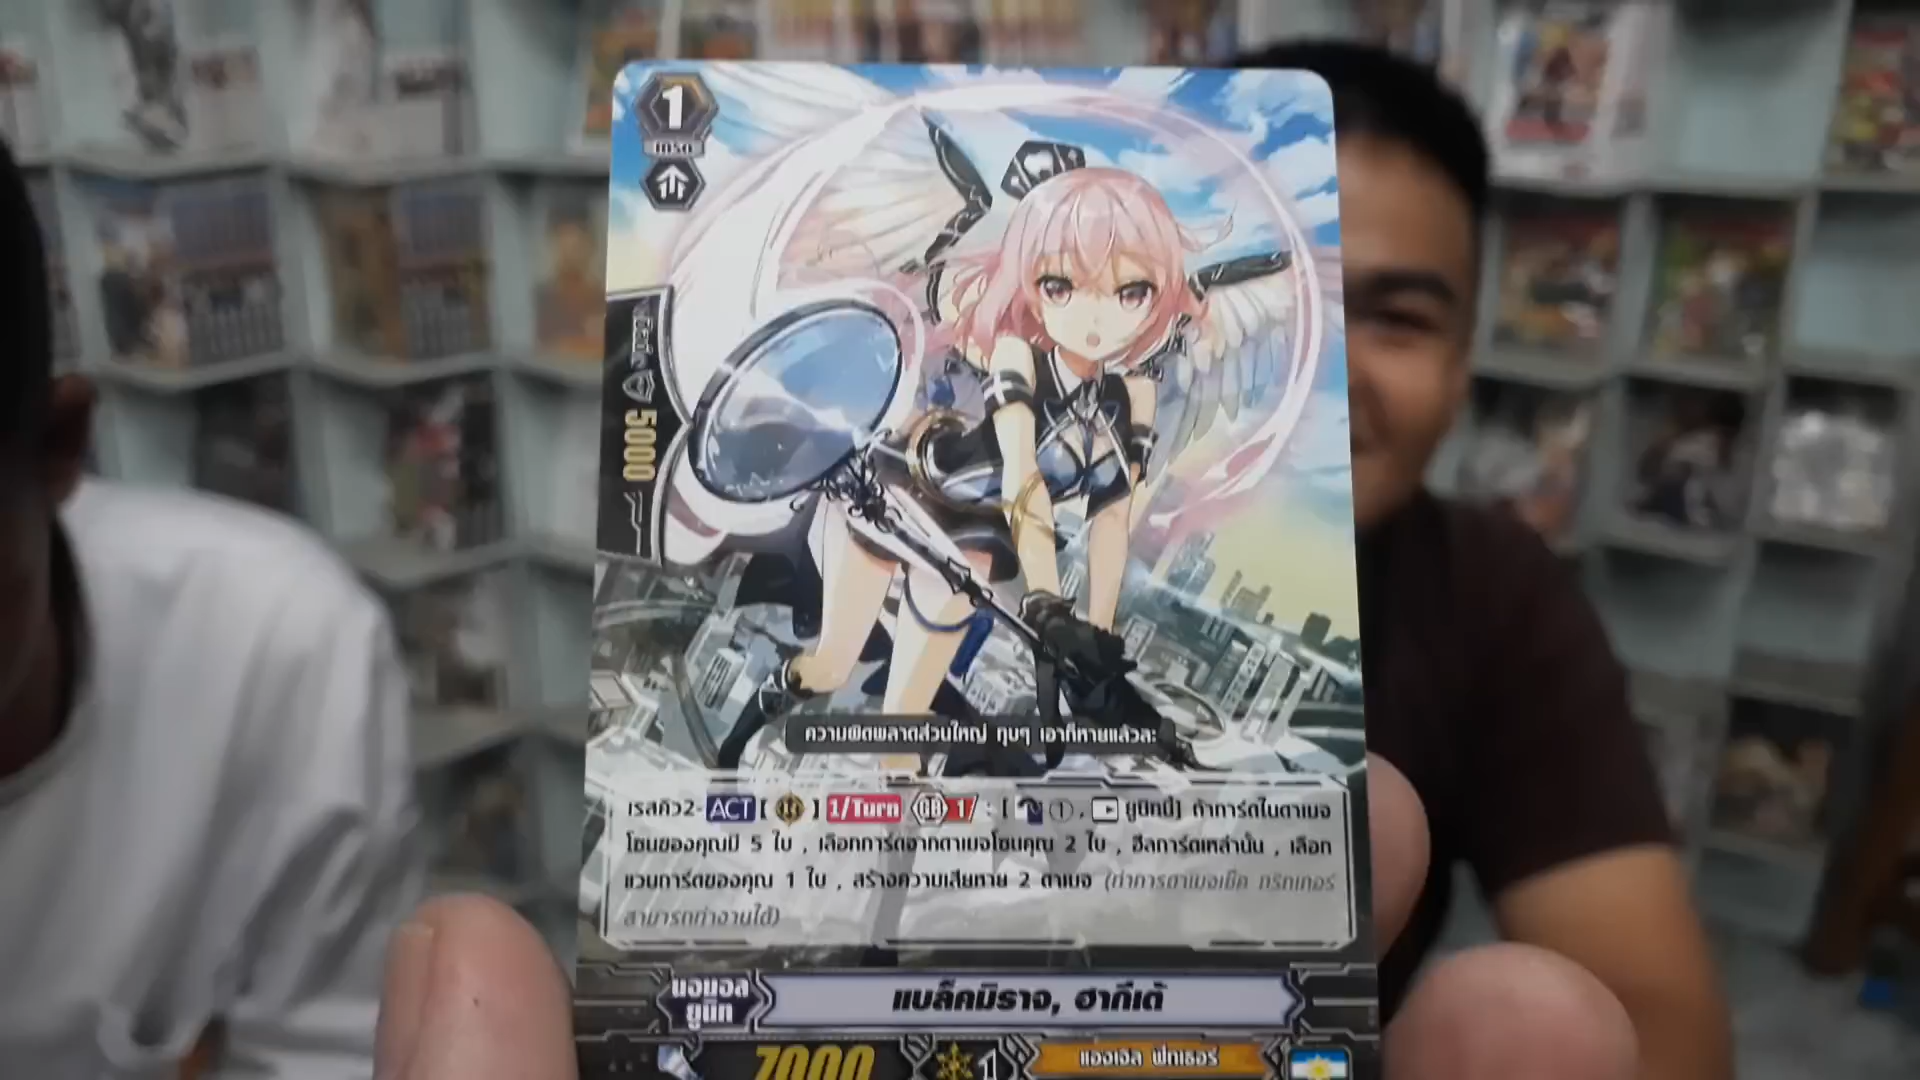 1
เกรด
5000
ความผิดพลาดส่วนใหญ่ ทุบๆ เอาก็หายแล้วละ
เรสคิว2- ACT [ ] 1/Turn GB 1/ : [ ① , ยูนิตนี้] ถ้าการ์ดในดาเมจ
โซนของคุณมี 5 ใบ , เลือกการ์ดจากดาเมจโซนคุณ 2 ใบ , ฮีลการ์ดเหล่านั้น , เลือก
แวนการ์ดของคุณ 1 ใบ , สร้างความเสียหาย 2 ดาเมจ (ทำการดาเมจเช็ค ทริกเกอร์
สามารถทำงานได้)
นอมอล
ยูนิท
แบล็คมิราจ, ฮากีเต้
7000
1
แองเจิล ฟีทเธอร์